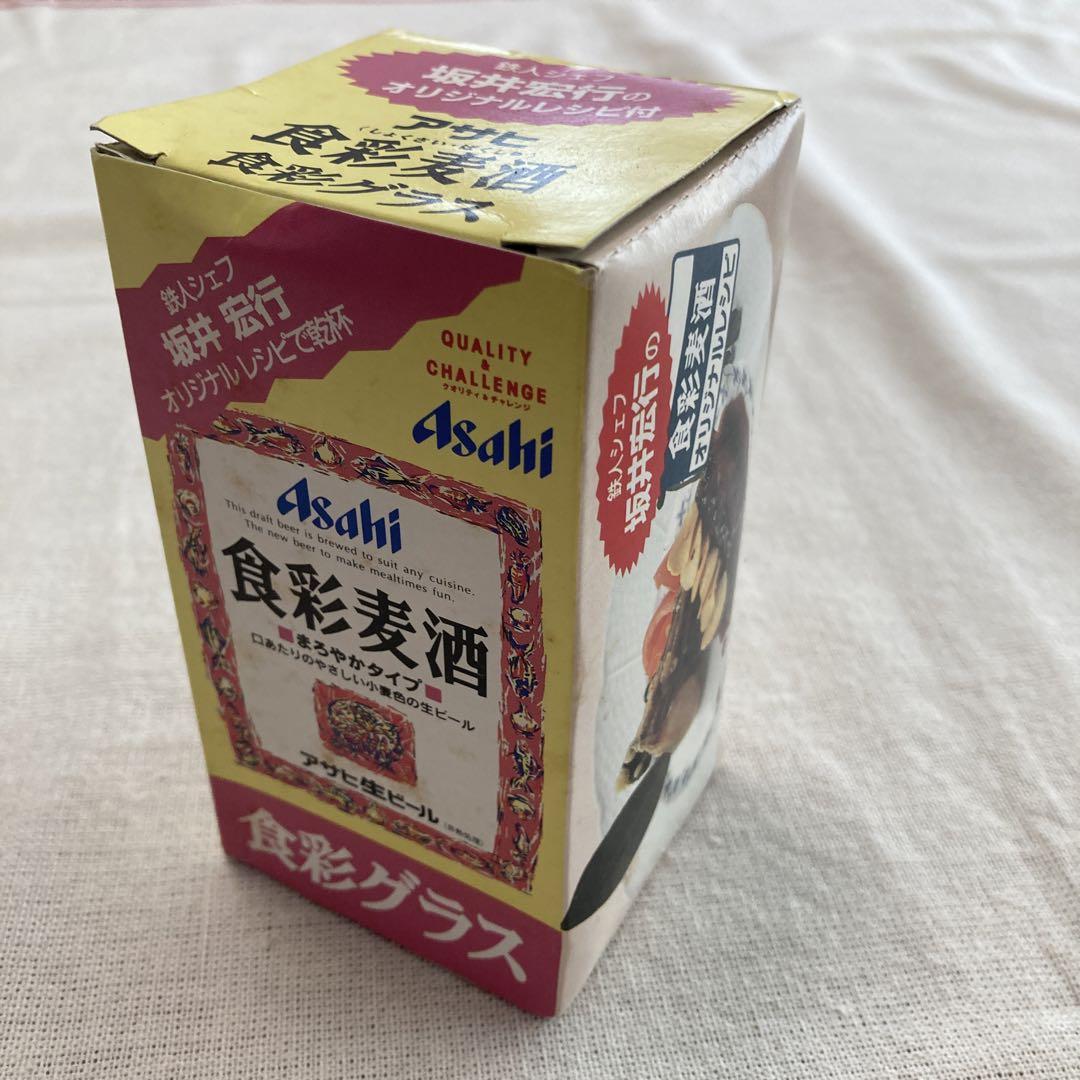 鉄人シェフ
坂井宏行の
オリジナルレシピ付
アサヒ
食彩麦酒
食彩グラス
鉄人シェフ
坂井 宏行
オリジナルレシピで乾杯
QUALITY
&
CHALLENGE
クオリティ&チャレンジ
Asahi
Asahi
This draft beer is brewed to suit any cuisine.
The new beer to make mealtimes fun.
食彩麦酒
■まろやかタイプ■
口あたりのやさしい小麦色の生ビール
アサヒ生ビール
(非熱処理)
食彩グラス
鉄人シェフ
坂井宏行の
食彩麦酒
オリジナルレシピ